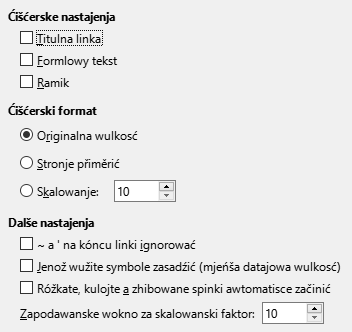 Ćišćerske nastajenja
Titulna linka
Formlowy tekst
Ramik
Ćišćerski format
Originalna wulkosć
Stronje přiměrić
Skalowanje: 10
Dalše nastajenja
~ a ' na kóncu linki ignorować
Jenož wužite symbole zasadźić (mjeńša datajowa wulkosć)
Róžkate, kulojte a zhibowane spinki awtomatisce začinić
Zapodawanske wokno za skalowanski faktor: 10